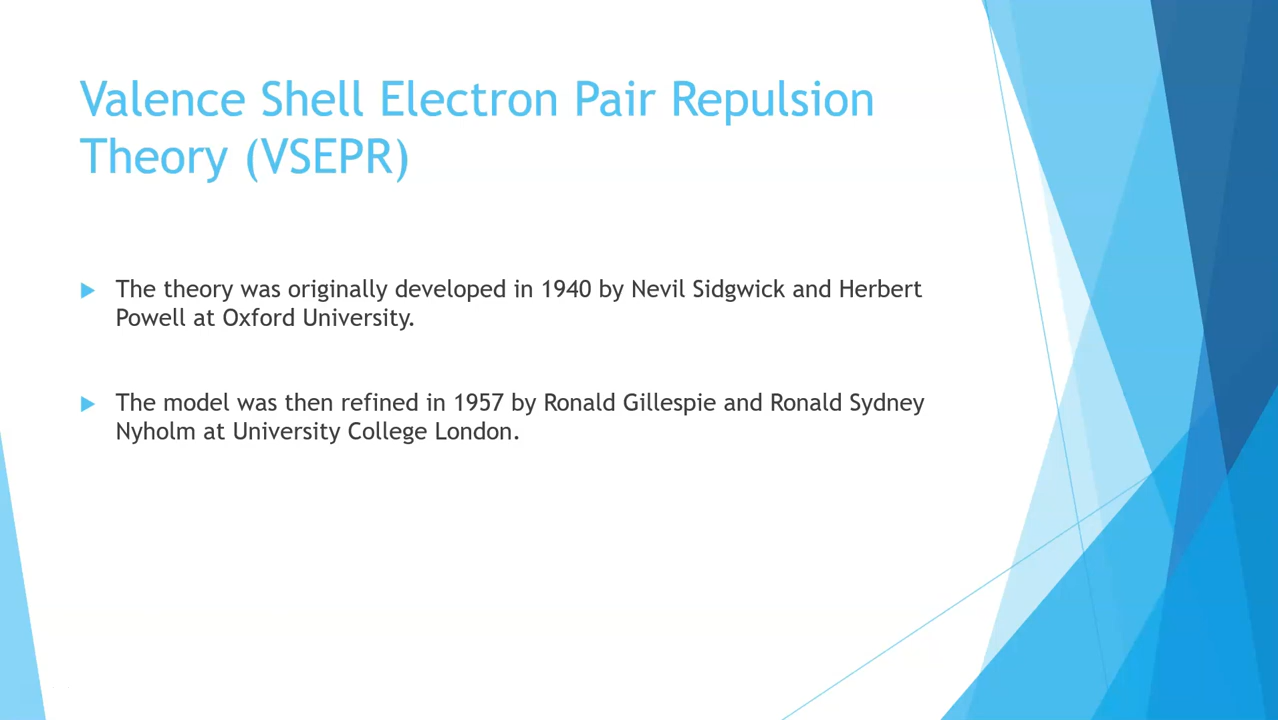 Valence Shell Electron Pair Repulsion
Theory (VSEPR)
The theory was originally developed in 1940 by Nevil Sidgwick and Herbert
Powell at Oxford University.
The model was then refined in 1957 by Ronald Gillespie and Ronald Sydney
Nyholm at University College London.